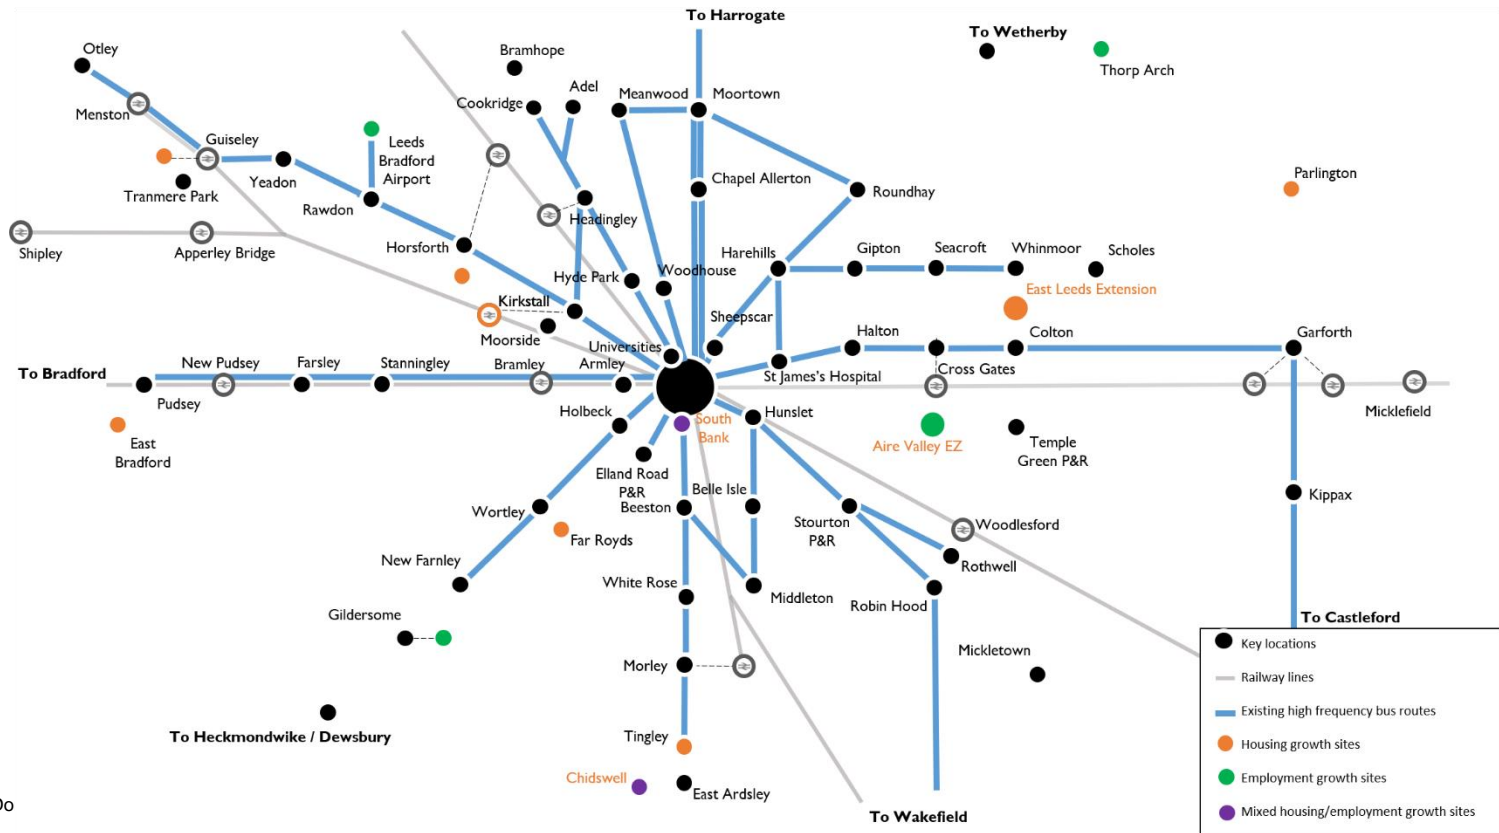 To Harrogate
To Wetherby
Otley
Bramhope
Thorp Arch
Adel
Meanwood
Moortown
Cookridge
Menston
Guiseley
Leeds
Bradford
Airport
Parlington
Yeadon
Chapel Allerton
Roundhay
Tranmere Park
Rawdon
Headingley
Shipley
Apperley Bridge
Horsforth
Harehills
Gipton
Seacroft
Whinmoor
Scholes
Hyde Park
Woodhouse
East Leeds Extension
Kirkstall
Moorside
Sheepscar
Halton
Colton
Garforth
Universities
To Bradford
New Pudsey
Farsley
Stanningley
Bramley
Armley
St James's Hospital
Cross Gates
Pudsey
Micklefield
Holbeck
South
Bank
Hunslet
East
Bradford
Aire Valley EZ
Temple
Green P&R
Elland Road
P&R
Belle Isle
Beeston
Kippax
Wortley
Stourton
P&R
Woodlesford
Far Royds
New Farnley
Rothwell
White Rose
Middleton
Robin Hood
Gildersome
To Castleford
Morley
Mickletown
To Heckmondwike / Dewsbury
Tingley
Chidswell
East Ardsley
To Wakefield
Do
Key locations
Railway lines
Existing high frequency bus routes
Housing growth sites
Employment growth sites
Mixed housing/employment growth sites